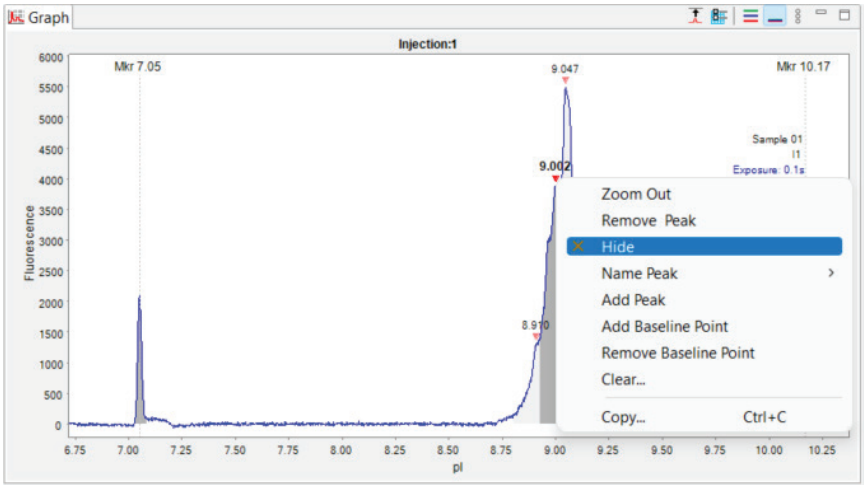 Graph
Injection:1
Mkr 7.05
9.047
Mkr 10.17
Sample 01
I1
Exposure: 0.1s
9.002
8.910
Fluorescence
6000
5500
5000
4500
4000
3500
3000
2500
2000
1500
1000
500
0
6.75 7.00 7.25 7.50 7.75 8.00 8.25 8.50 8.75 9.00 9.25 9.50 9.75 10.00 10.25
pI
Zoom Out
Remove Peak
Hide
Name Peak
Add Peak
Add Baseline Point
Remove Baseline Point
Clear...
Copy... Ctrl+C